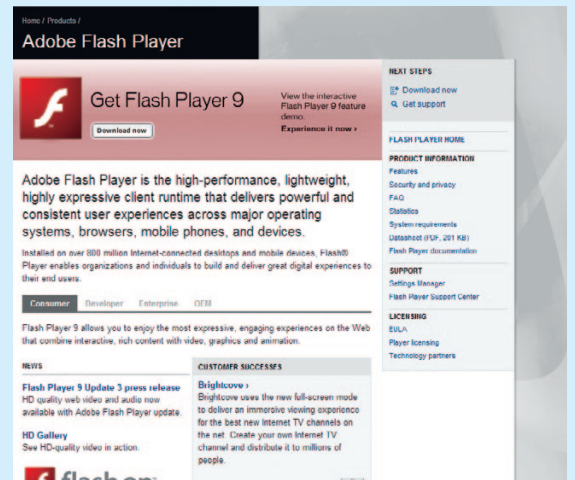 Home / Products /
Adobe Flash Player
Get Flash Player 9
Download now
View the interactive
Flash Player 9 feature
demo.
Experience it now ›
Adobe Flash Player is the high-performance, lightweight,
highly expressive client runtime that delivers powerful and
consistent user experiences across major operating
systems, browsers, mobile phones, and devices.
Installed on over 800 million Internet-connected desktops and mobile devices, Flash®
Player enables organizations and individuals to build and deliver great digital experiences to
their end users.
Consumer Developer Enterprise OEM
Flash Player 9 allows you to enjoy the most expressive, engaging experiences on the Web
that combine interactive, rich content with video, graphics and animation.
NEWS
Flash Player 9 Update 3 press release
HD quality web video and audio now
available with Adobe Flash Player update.
HD Gallery
See HD-quality video in action.
flash on
CUSTOMER SUCCESSES
Brightcove ›
Brightcove uses the new full-screen mode
to deliver an immersive viewing experience
for the best new Internet TV channels on
the net. Create your own Internet TV
channel and distribute it to millions of
people.
NEXT STEPS
Download now
Get support
FLASH PLAYER HOME
PRODUCT INFORMATION
Features
Security and privacy
FAQ
Statistics
System requirements
Datasheet (PDF, 201 KB)
Flash Player documentation
SUPPORT
Settings Manager
Flash Player Support Center
LICENSING
EULA
Player licensing
Technology partners